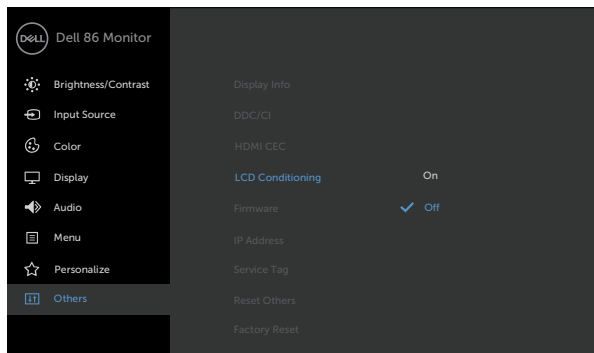 DELL Dell 86 Monitor
Brightness/Contrast
Input Source
Color
Display
Audio
Menu
Personalize
Others
Display Info
DDC/CI
HDMI CEC
LCD Conditioning On
Firmware Off
IP Address
Service Tag
Reset Others
Factory Reset